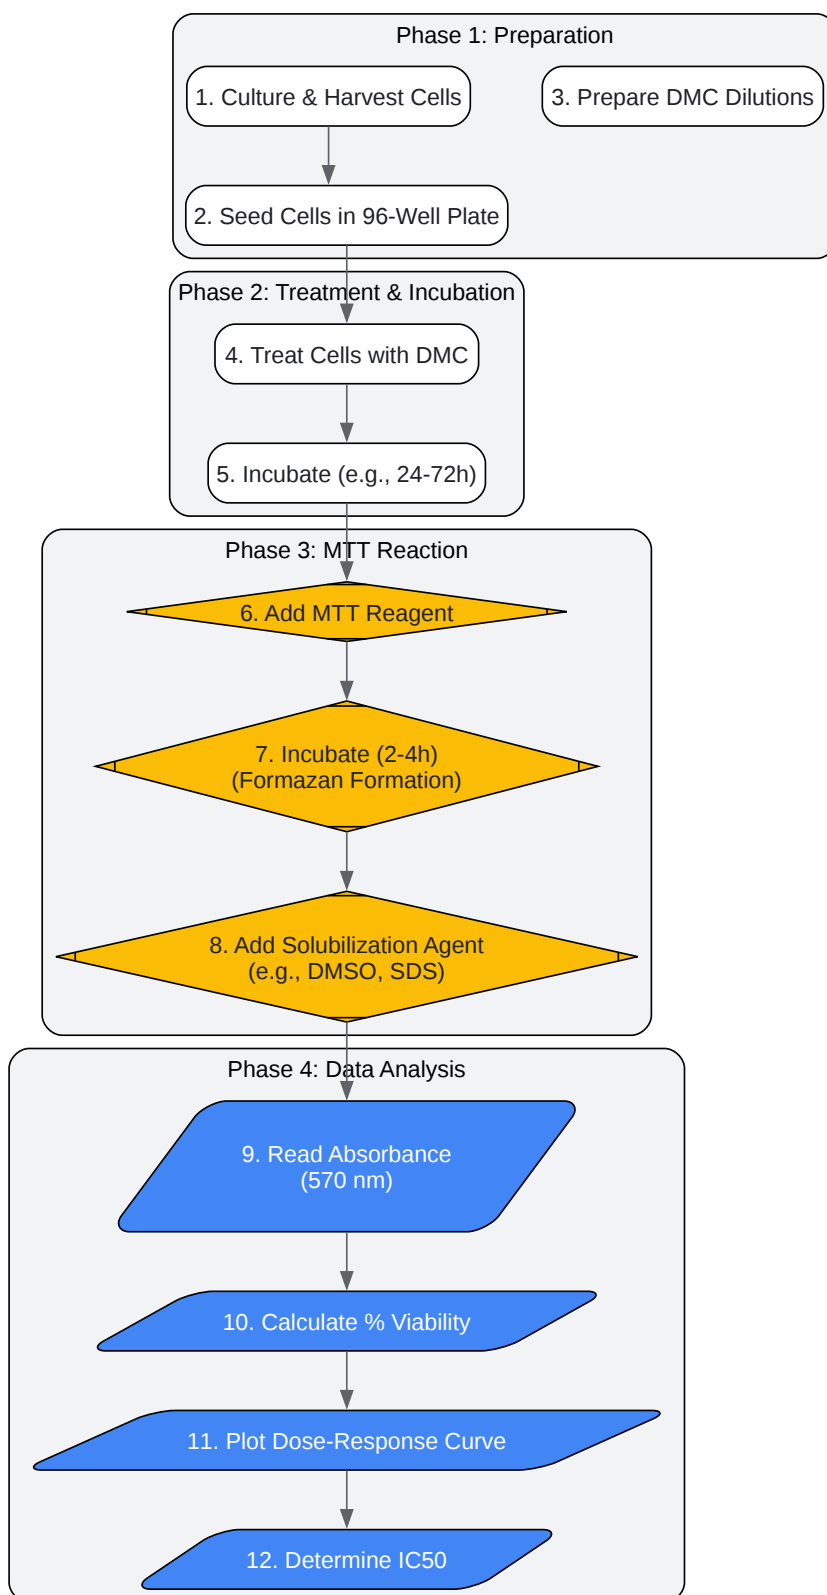 Phase 1: Preparation
1. Culture & Harvest Cells
3. Prepare DMC Dilutions
2. Seed Cells in 96-Well Plate
Phase 2: Treatment & Incubation
4. Treat Cells with DMC
5. Incubate (e.g., 24-72h)
Phase 3: MTT Reaction
6. Add MTT Reagent
7. Incubate (2-4h)
(Formazan Formation)
8. Add Solubilization Agent
(e.g., DMSO, SDS)
Phase 4: Data Analysis
9. Read Absorbance
(570 nm)
10. Calculate % Viability
11. Plot Dose-Response Curve
12. Determine IC50